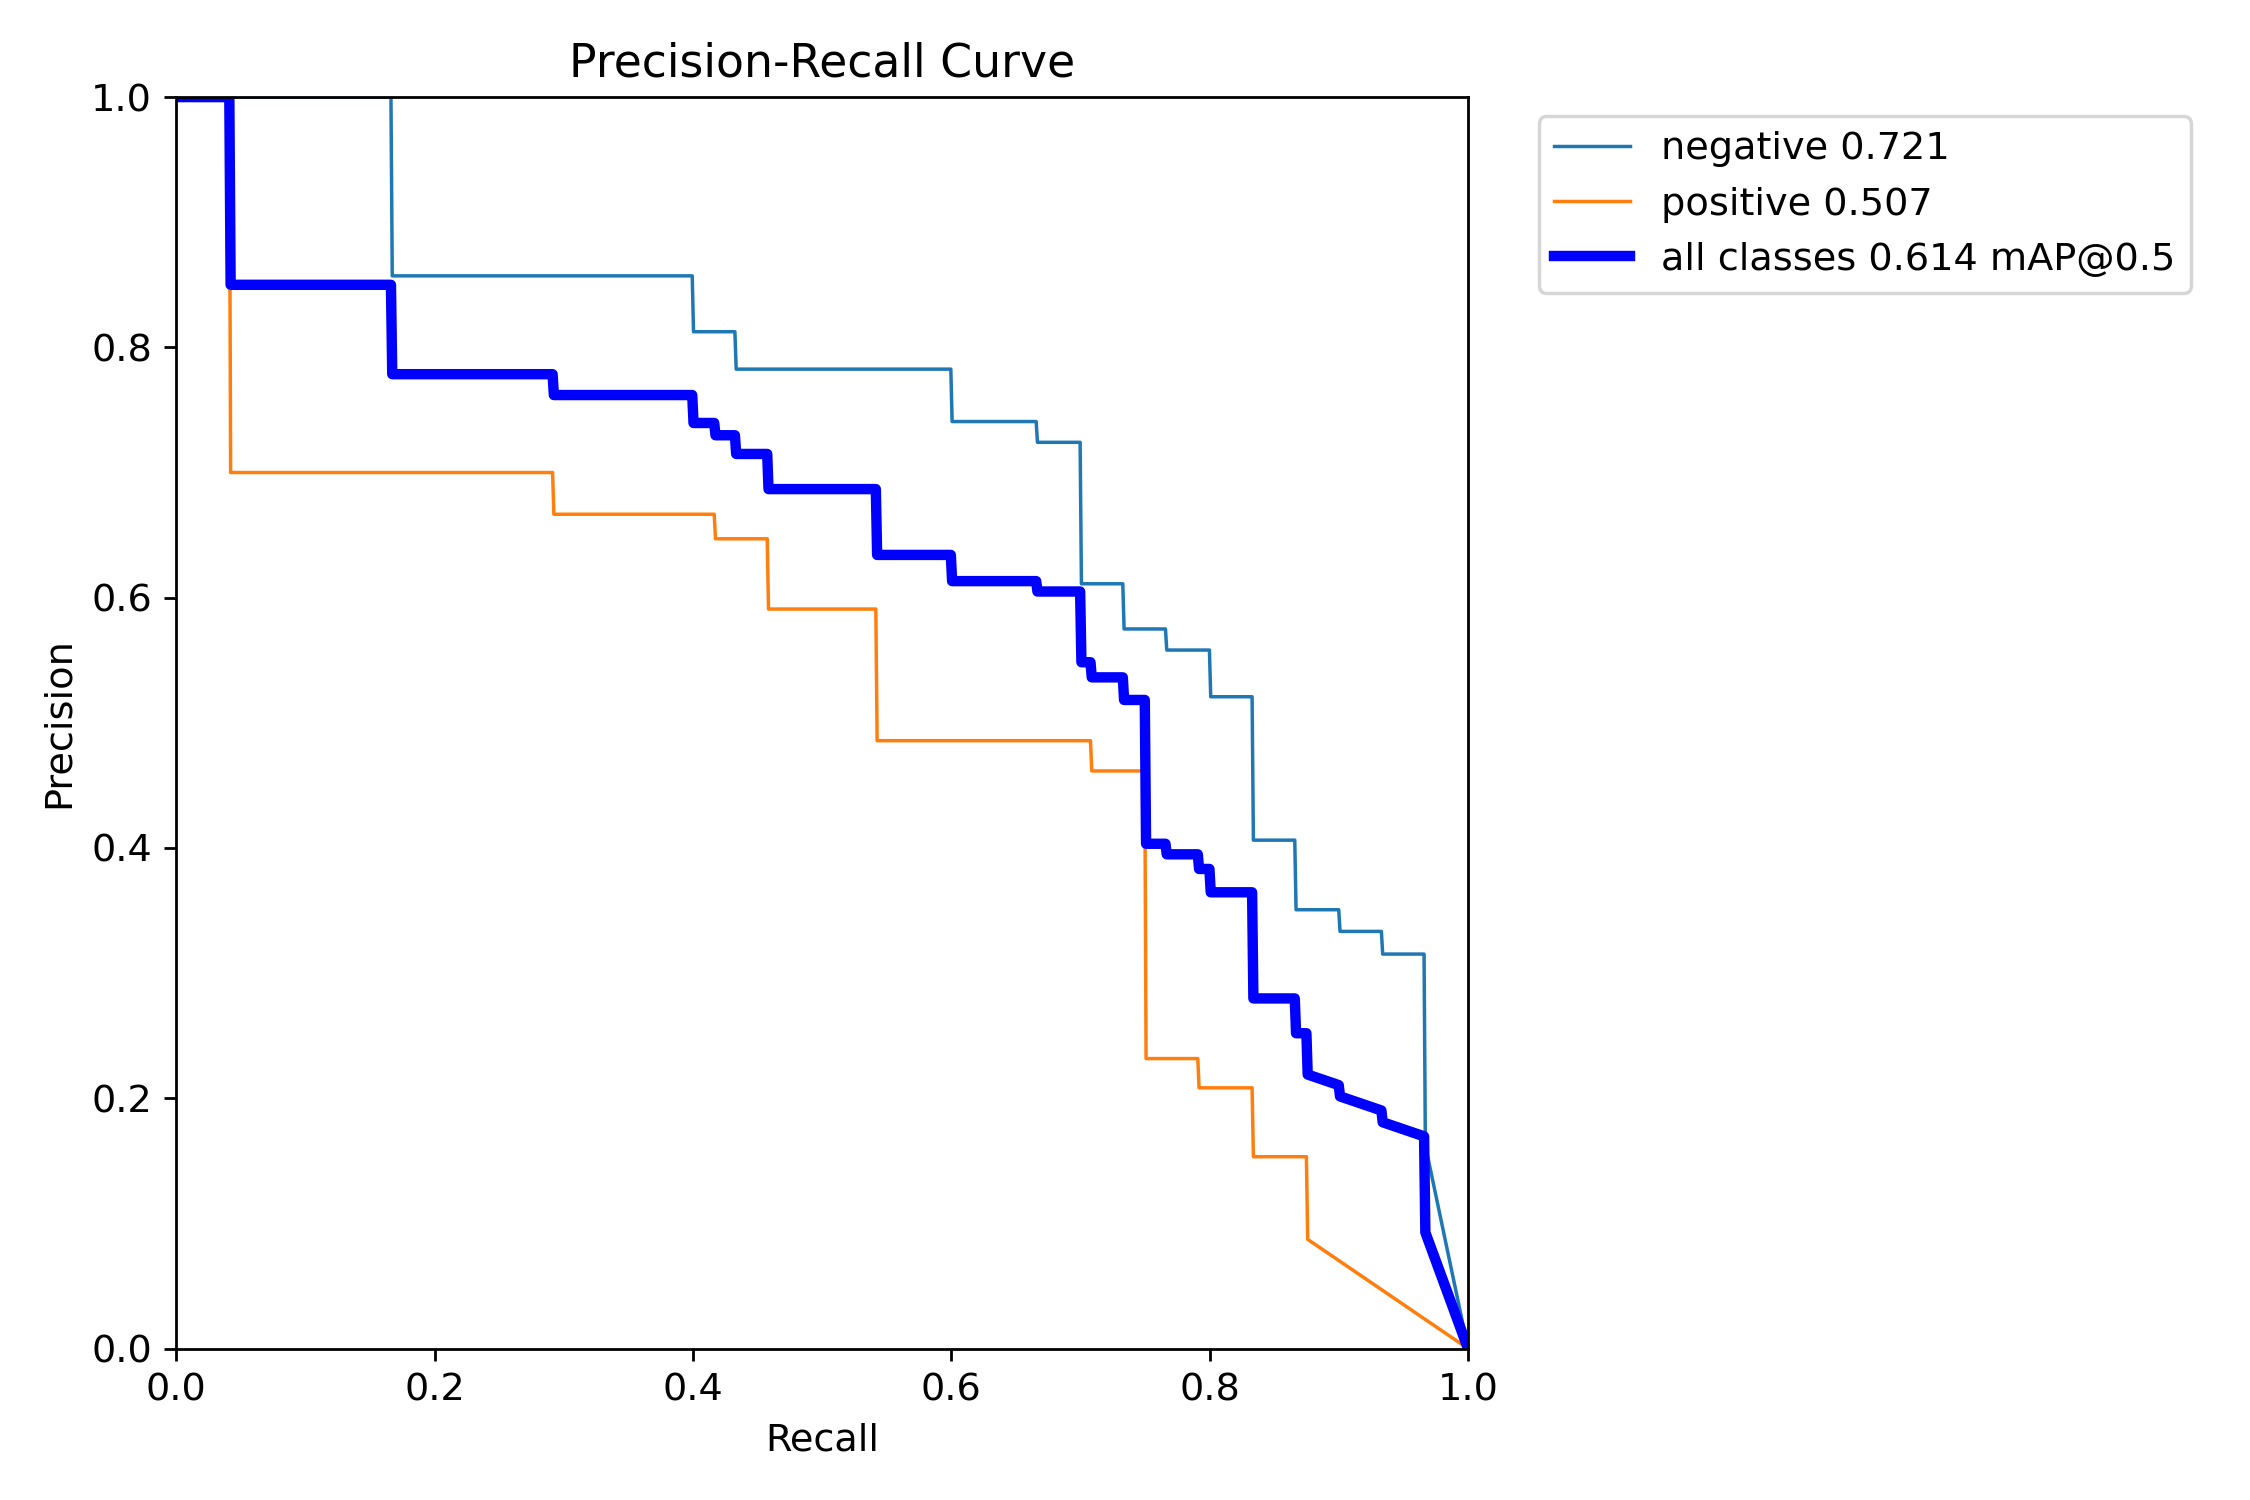 Precision-Recall Curve
1.0
0.8
0.6
0.4
0.2
0.0
Precision
0.0 0.2 0.4 0.6 0.8 1.0
Recall
negative 0.721
positive 0.507
all classes 0.614 mAP@0.5